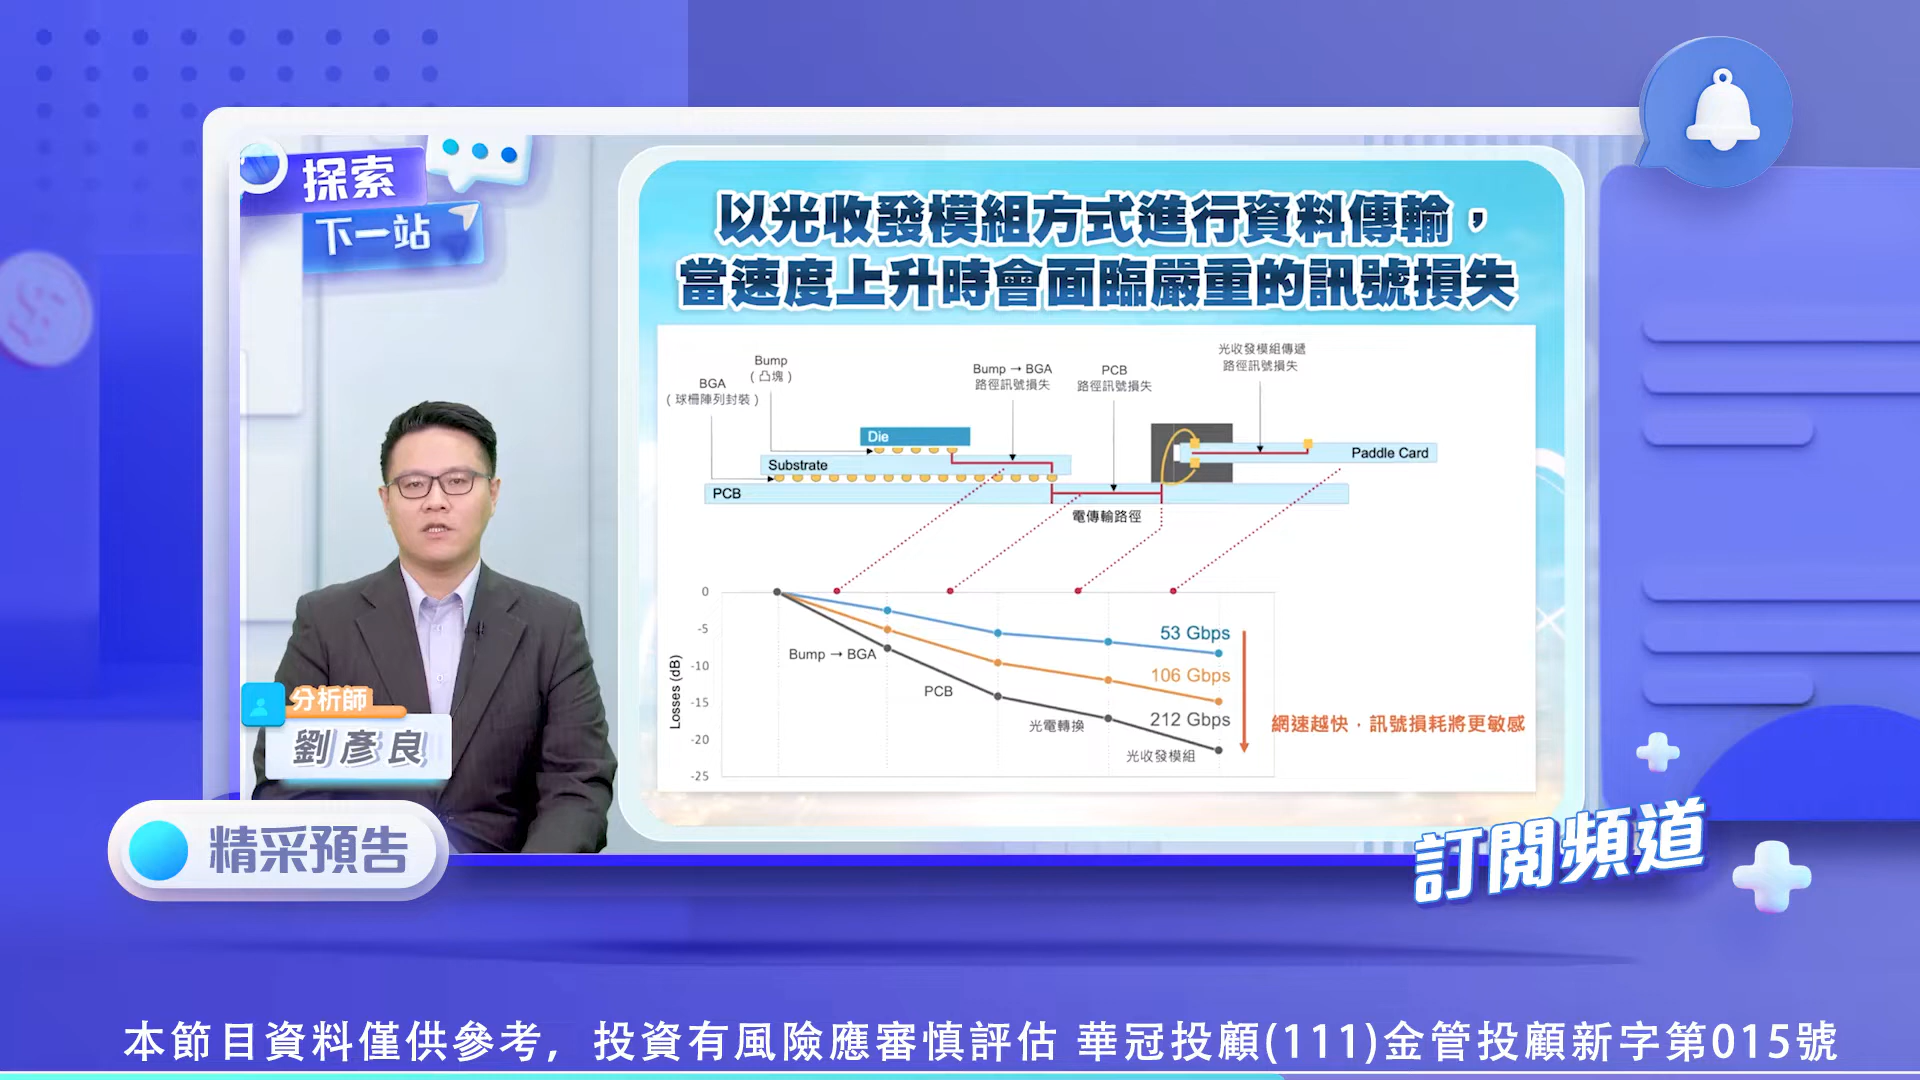 探索
下一站
以光收發模組方式進行資料傳輸，
當速度上升時會面臨嚴重的訊號損失
BGA
（球柵陣列封裝）
Bump
（凸塊）
Bump → BGA
路徑訊號損失
PCB
路徑訊號損失
光收發模組傳遞
路徑訊號損失
Die
Substrate
PCB
Paddle Card
電傳輸路徑
Losses (dB)
0
-5
-10
-15
-20
-25
Bump → BGA
PCB
光電轉換
光收發模組
53 Gbps
106 Gbps
212 Gbps
網速越快，訊號損耗將更敏感
分析師
劉彥良
精采預告
訂閱頻道
本節目資料僅供參考，投資有風險應審慎評估 華冠投顧(111)金管投顧新字第015號